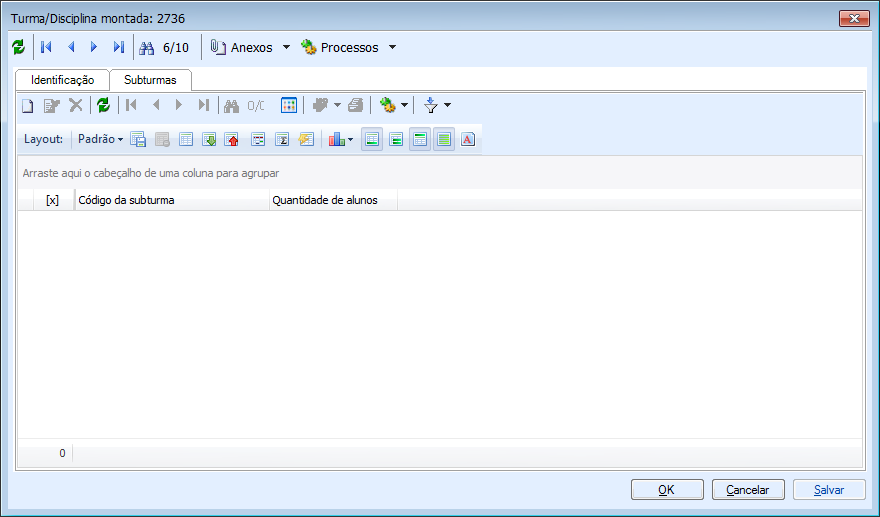 Turma/Disciplina montada: 2736
6/10 Anexos Processos
Identificação Subturmas
0/0
Layout: Padrão
Arraste aqui o cabeçalho de uma coluna para agrupar
[x] Código da subturma Quantidade de alunos
0
OK Cancelar Salvar